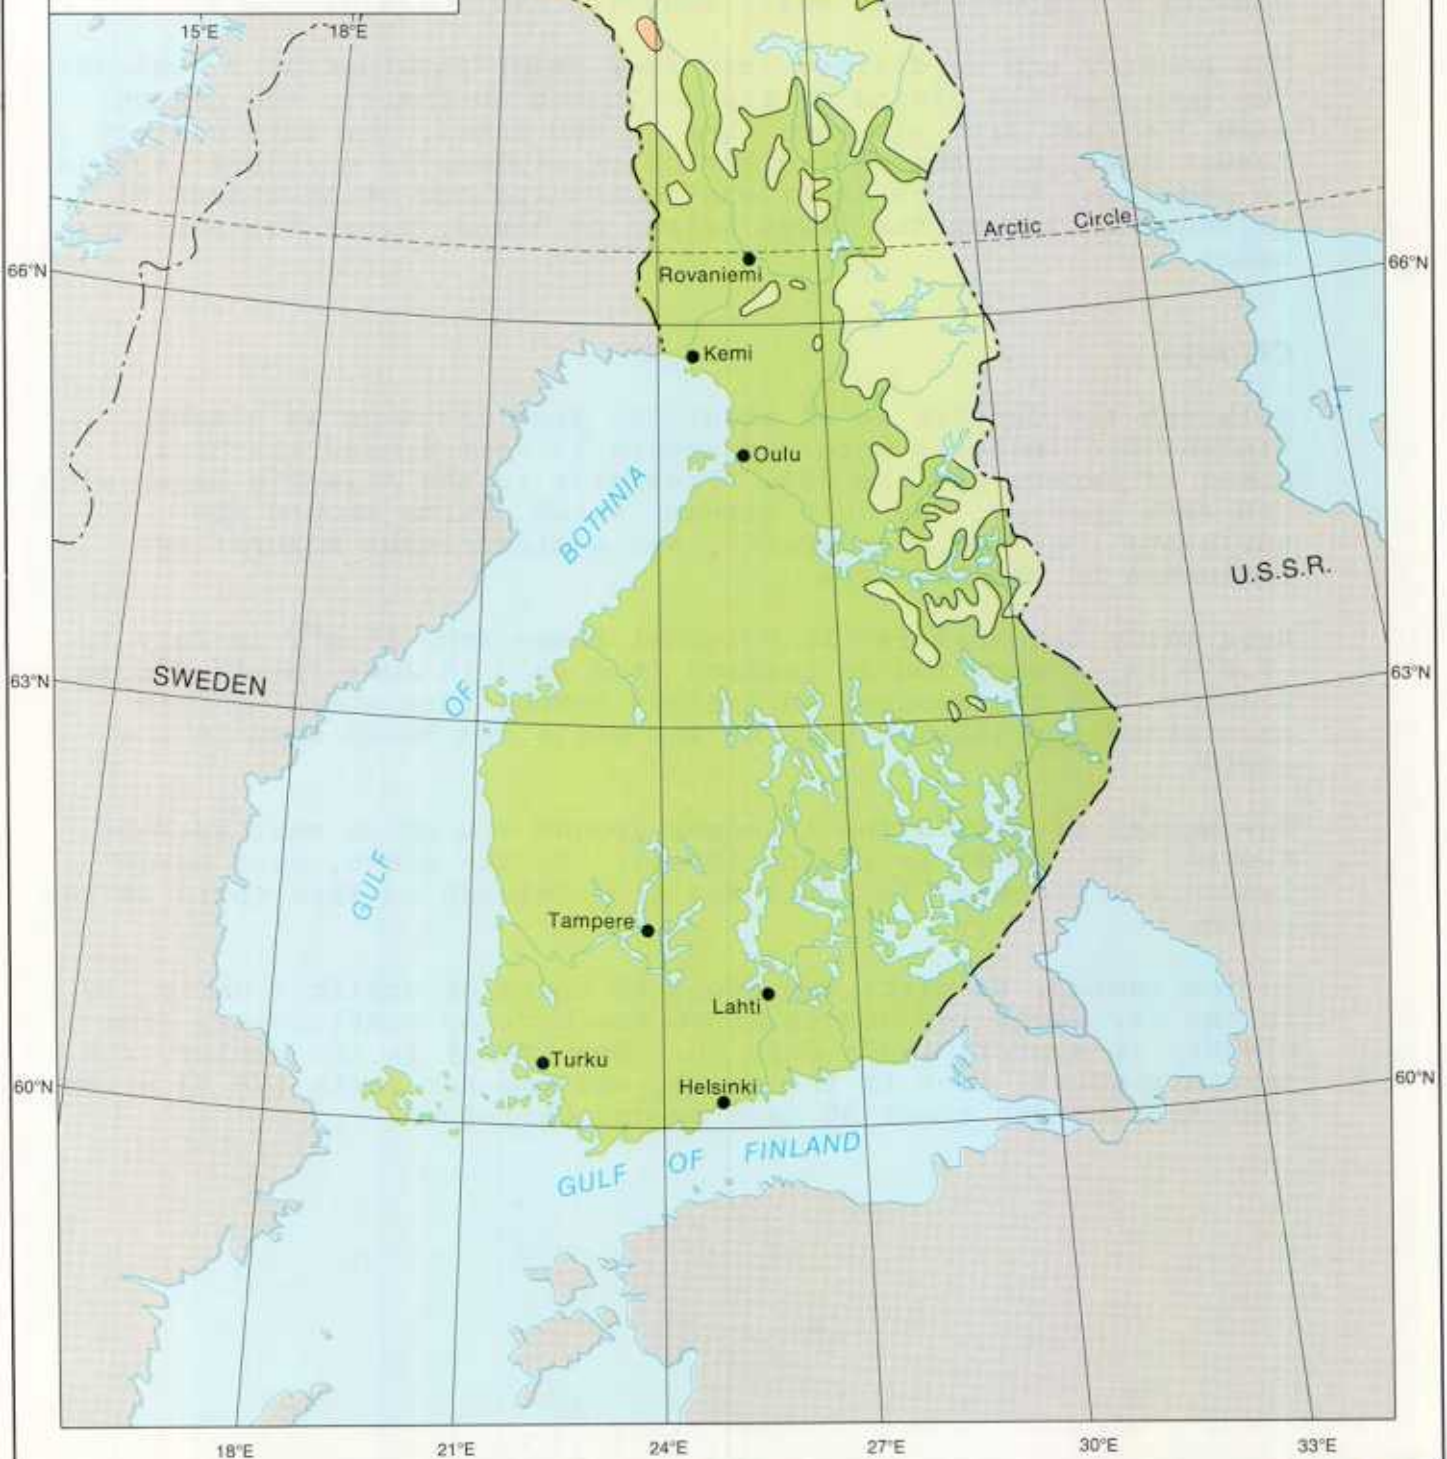 15°E
18°E
Arctic Circle
66°N
66°N
Rovaniemi
Kemi
Oulu
BOTHNIA
U.S.S.R.
SWEDEN
63°N
63°N
OF
GULF
Tampere
Lahti
Turku
Helsinki
60°N
60°N
GULF OF FINLAND
18°E
21°E
24°E
27°E
30°E
33°E